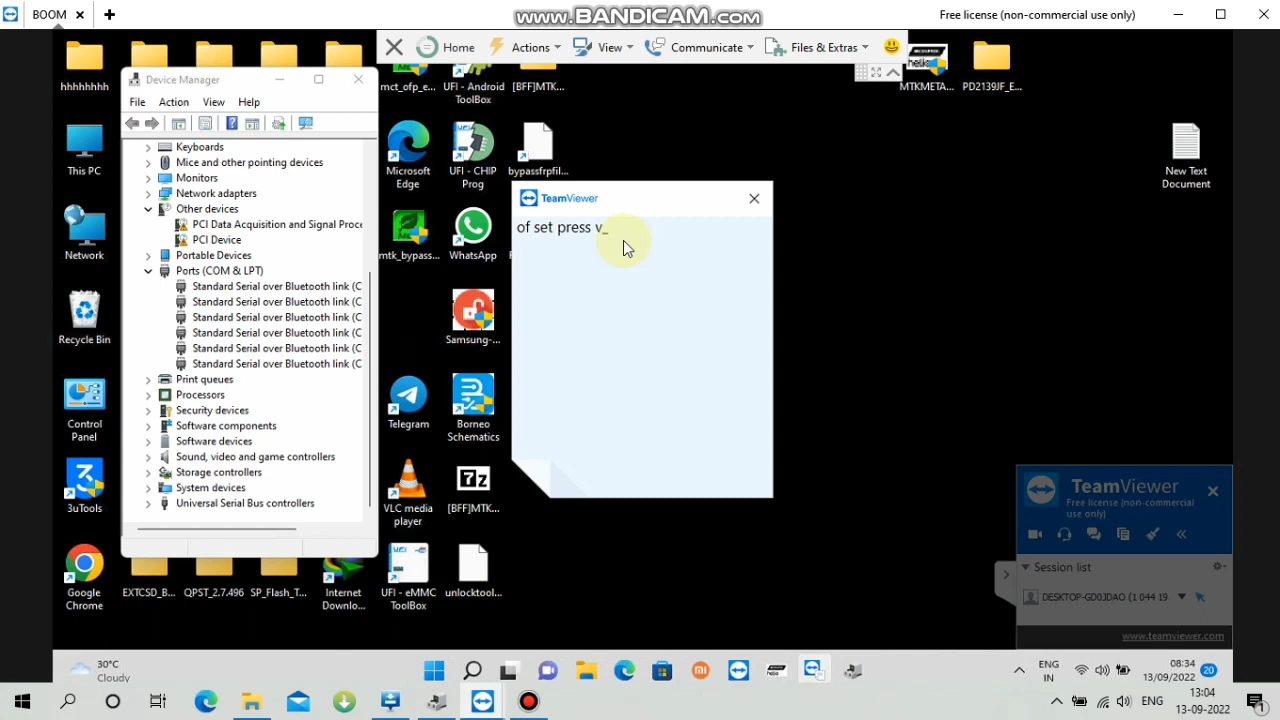 BOOM
www.BANDICAM.com
Free license (non-commercial use only)
Home
Actions
View
Communicate
Files & Extras
hhhhhhhh
Device Manager
mct_ofp_e...
UFI - Android
ToolBox
[BFF]MTK...
MTKMETA...
PD2139JF_E...
File
Action
View
Help
Keyboards
Mice and other pointing devices
Monitors
Network adapters
Other devices
PCI Data Acquisition and Signal Proce
PCI Device
Portable Devices
Ports (COM & LPT)
Standard Serial over Bluetooth link (C
Standard Serial over Bluetooth link (C
Standard Serial over Bluetooth link (C
Standard Serial over Bluetooth link (C
Standard Serial over Bluetooth link (C
Standard Serial over Bluetooth link (C
Print queues
Processors
Security devices
Software components
Software devices
Sound, video and game controllers
Storage controllers
System devices
Universal Serial Bus controllers
This PC
Network
Recycle Bin
Control
Panel
3uTools
Google
Chrome
Microsoft
Edge
UFI - CHIP
Prog
bypassfrpfil...
mtk_bypass...
WhatsApp
Samsung-...
Telegram
Borneo
Schematics
VLC media
player
[BFF]MTK...
EXTCSD_B...
QPST_2.7.496
SP_Flash_T...
Internet
Downlo...
UFI - eMMC
ToolBox
unlocktool...
New Text
Document
TeamViewer
of set press v_
TeamViewer
Free license (non-commercial
use only)
Session list
DESKTOP-GD0JDAO (1 044 19
www.teamviewer.com
30°C
Cloudy
ENG
IN
08:34
13/09/2022
20
ENG
13:04
13-09-2022
1